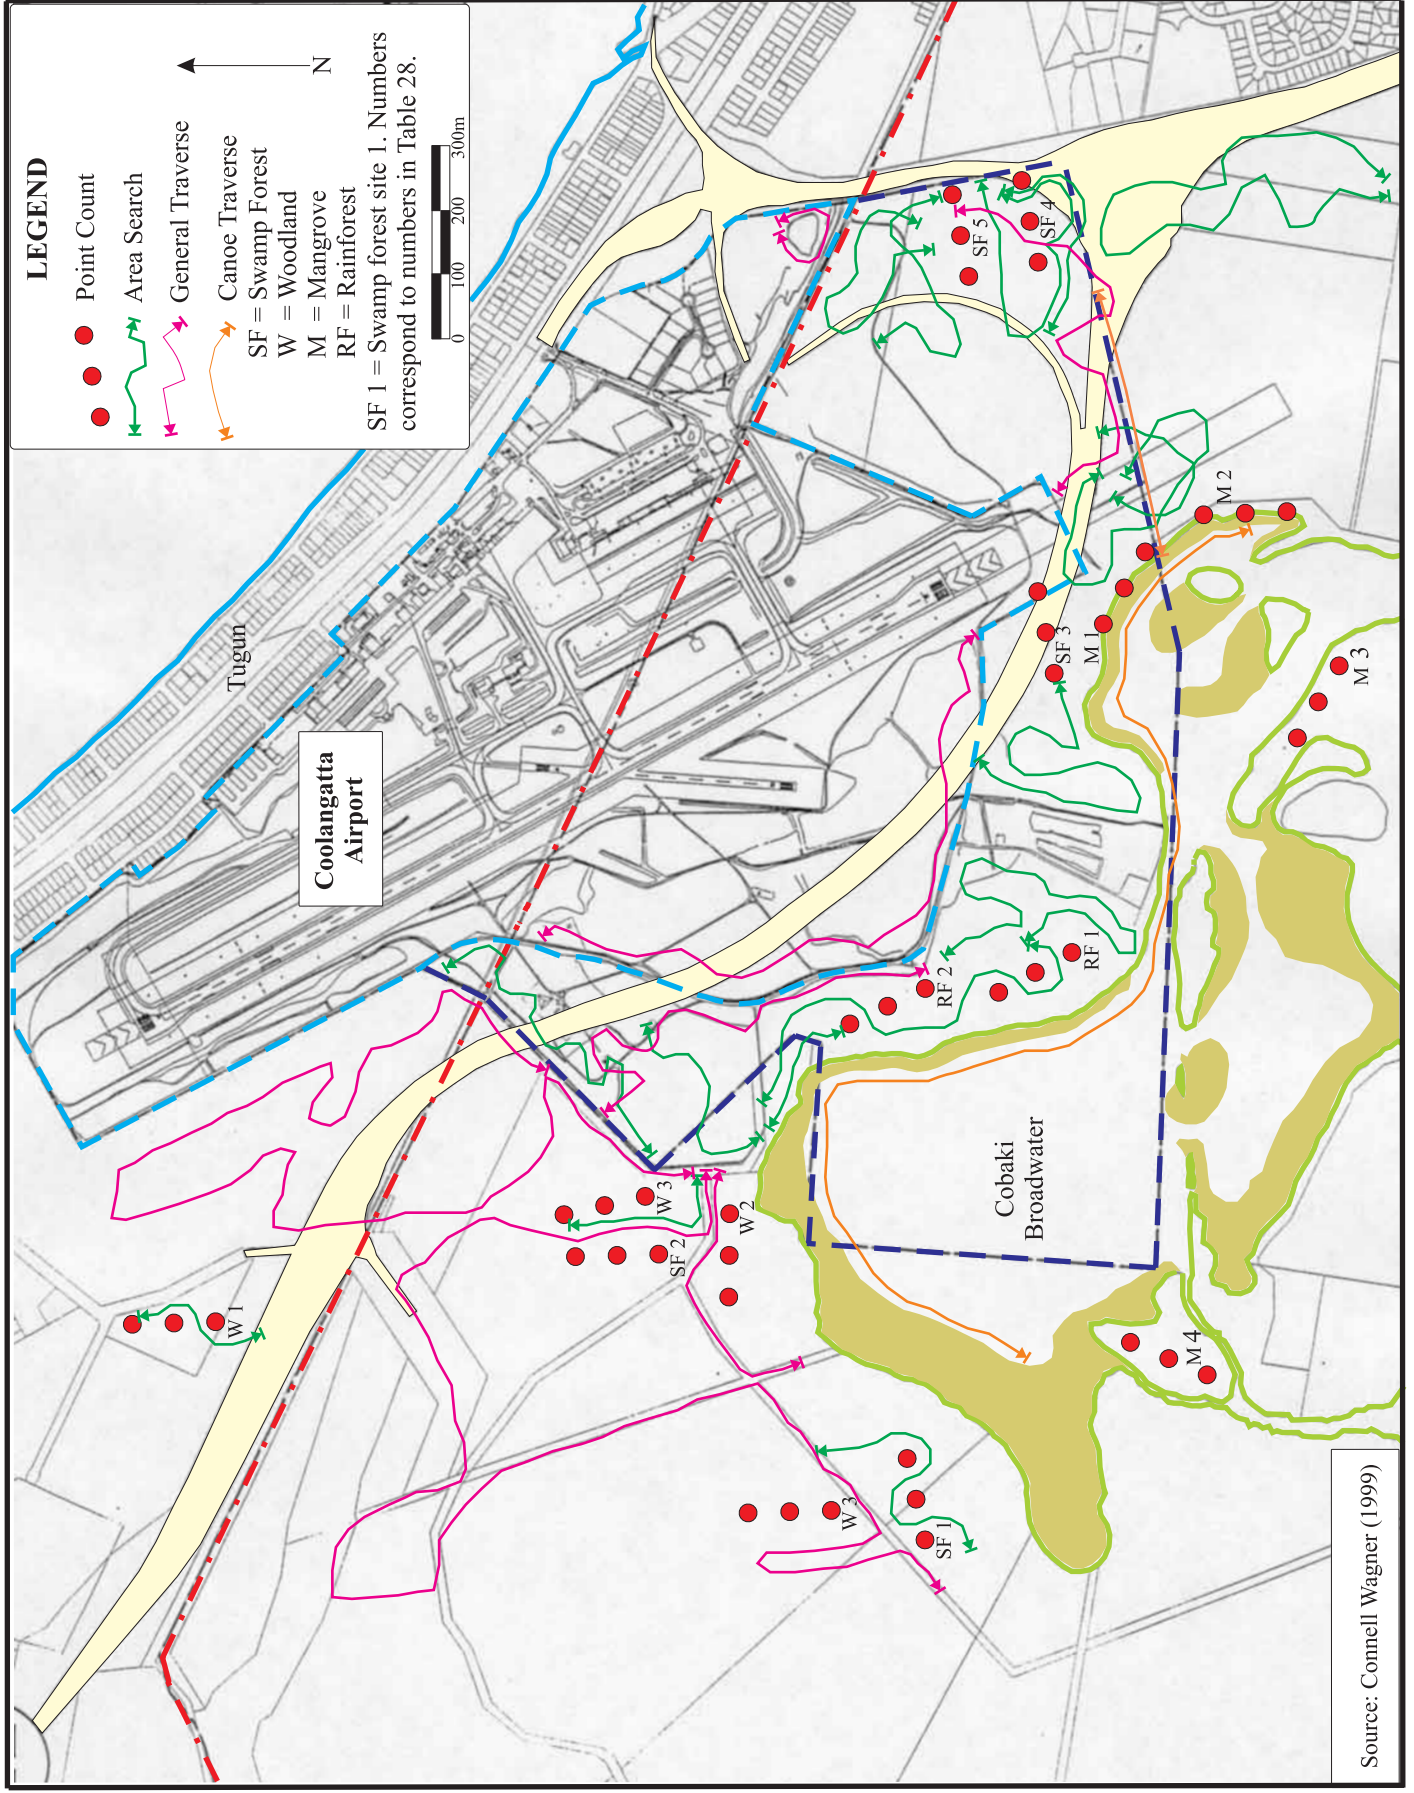 LEGEND
Point Count
Area Search
General Traverse
Canoe Traverse
SF = Swamp Forest
W = Woodland
M = Mangrove
RF = Rainforest
SF 1 = Swamp forest site 1. Numbers
correspond to numbers in Table 28.
0 100 200 300m
N
Tugun
Coolangatta
Airport
SF 5
SF 4
M 2
SF 3
M 1
M 3
RF 1
RF 2
W 3
W 2
SF 2
W 1
Cobaki
Broadwater
M 4
W 3
SF 1
Source: Connell Wagner (1999)